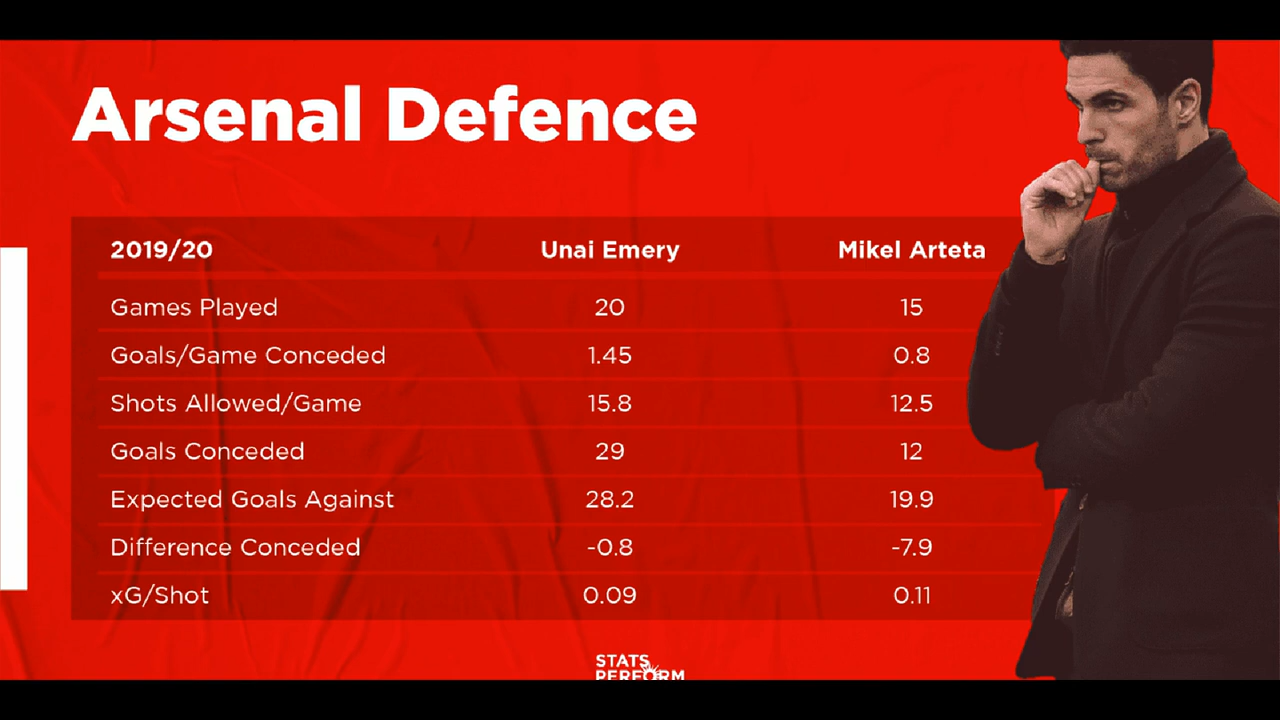 Arsenal Defence
2019/20 Unai Emery Mikel Arteta
Games Played 20 15
Goals/Game Conceded 1.45 0.8
Shots Allowed/Game 15.8 12.5
Goals Conceded 29 12
Expected Goals Against 28.2 19.9
Difference Conceded -0.8 -7.9
xG/Shot 0.09 0.11
STATS
PERFORM